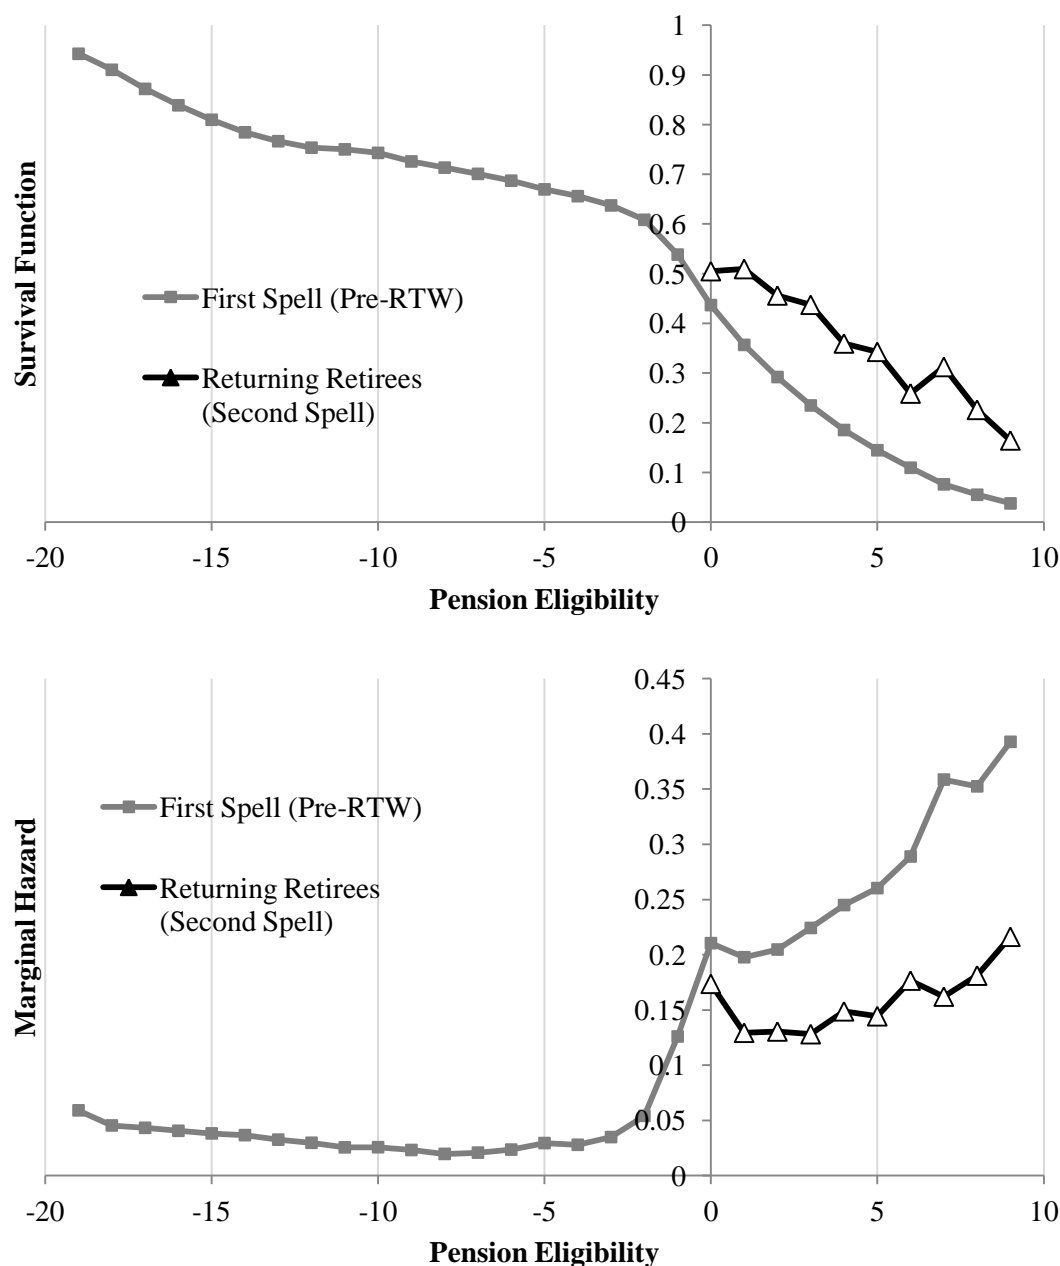 1
0.9
0.8
0.7
0.6
0.5
0.4
0.3
0.2
0.1
0
Survival Function
First Spell (Pre-RTW)
Returning Retirees
(Second Spell)
-20 -15 -10 -5 0 5 10
Pension Eligibility
0.45
0.4
0.35
0.3
0.25
0.2
0.15
0.1
0.05
0
Marginal Hazard
First Spell (Pre-RTW)
Returning Retirees
(Second Spell)
-20 -15 -10 -5 0 5 10
Pension Eligibility